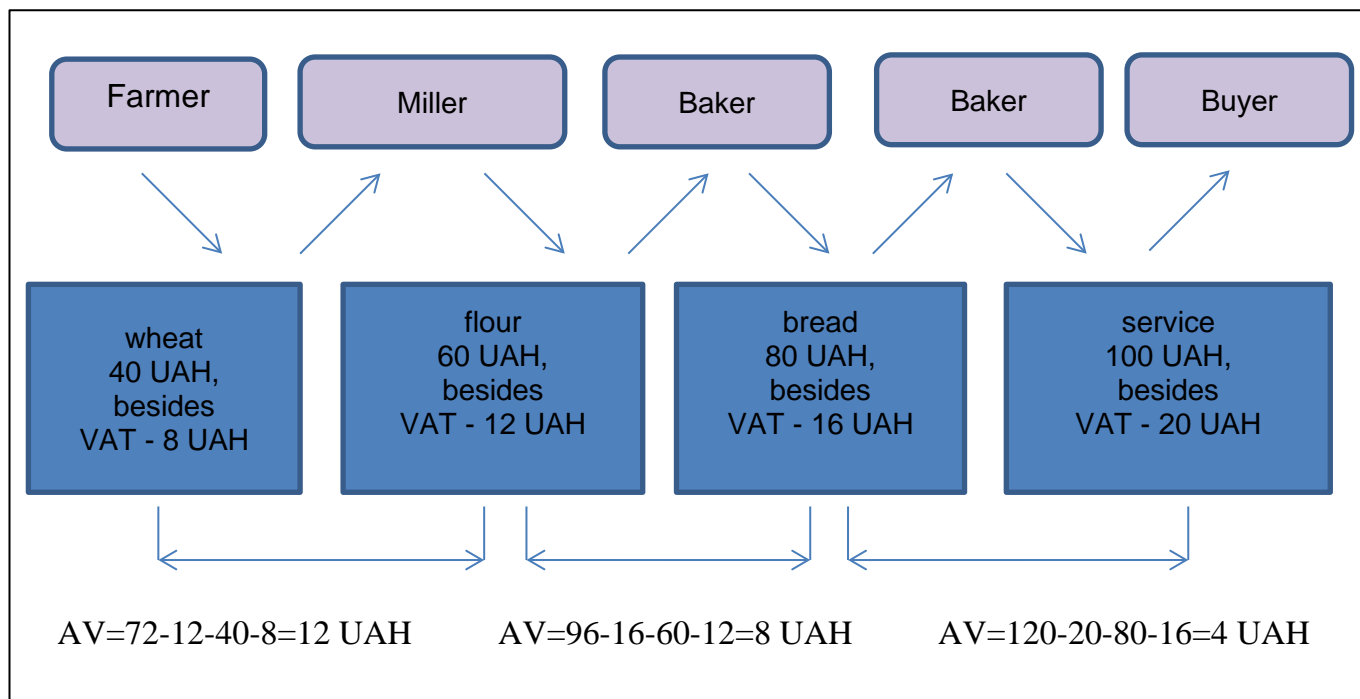 Farmer
Miller
Baker
Baker
Buyer
wheat
40 UAH,
besides
VAT - 8 UAH
flour
60 UAH,
besides
VAT - 12 UAH
bread
80 UAH,
besides
VAT - 16 UAH
service
100 UAH,
besides
VAT - 20 UAH
AV=72-12-40-8=12 UAH
AV=96-16-60-12=8 UAH
AV=120-20-80-16=4 UAH